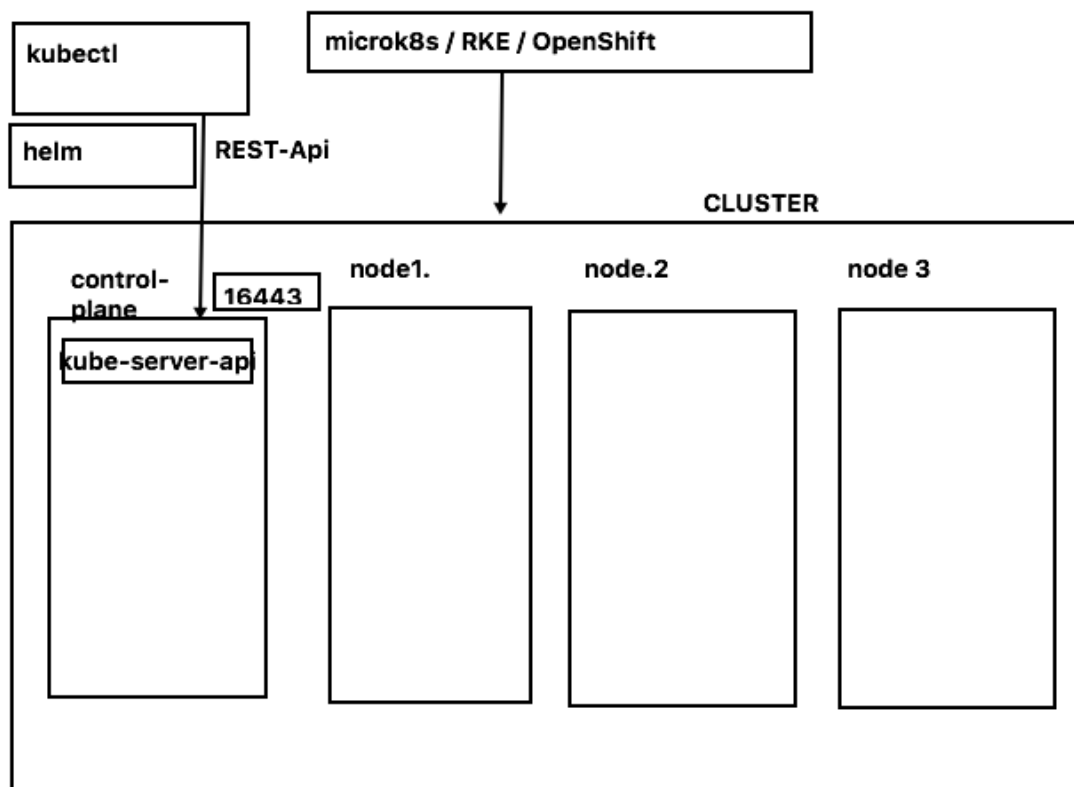 kubectl
microk8s / RKE / OpenShift
helm
REST-Api
CLUSTER
control-
plane
16443
node1.
node.2
node 3
kube-server-api